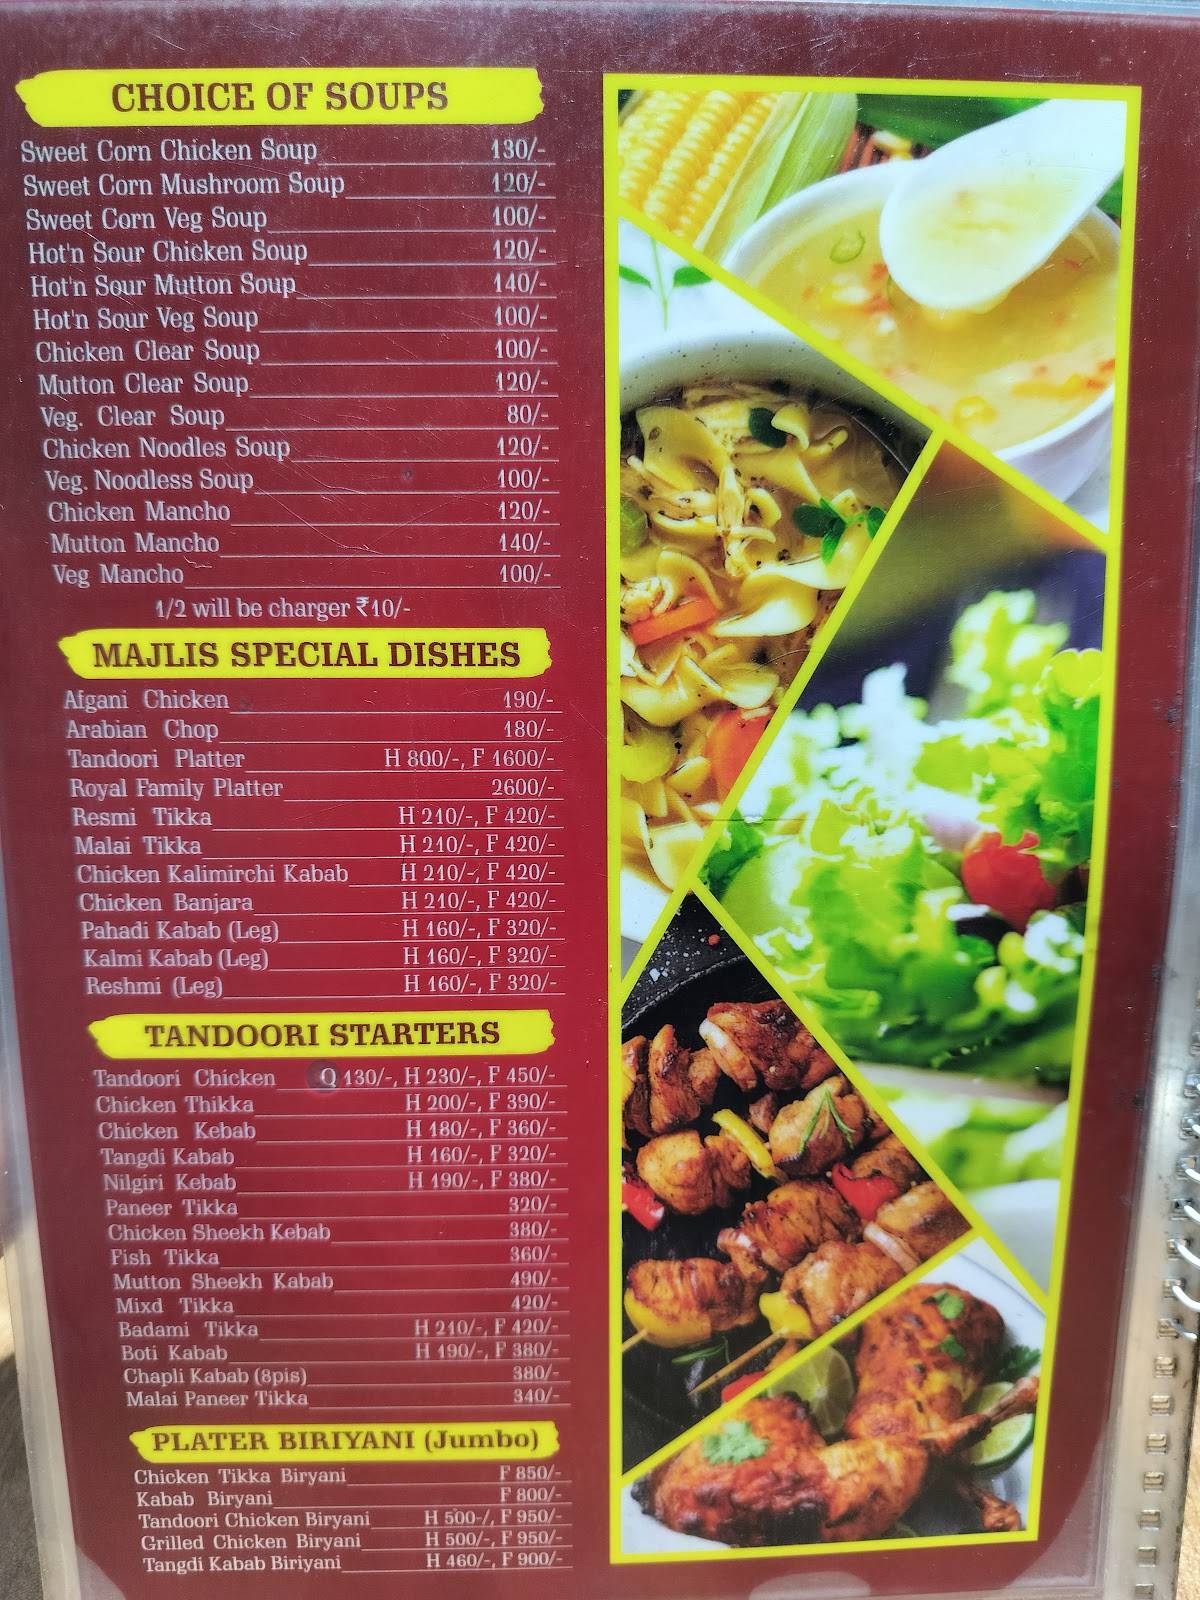 CHOICE OF SOUPS
Sweet Corn Chicken Soup 130/-
Sweet Corn Mushroom Soup 120/-
Sweet Corn Veg Soup 100/-
Hot'n Sour Chicken Soup 120/-
Hot'n Sour Mutton Soup 140/-
Hot'n Sour Veg Soup 100/-
Chicken Clear Soup 100/-
Mutton Clear Soup 120/-
Veg. Clear Soup 80/-
Chicken Noodles Soup 120/-
Veg. Noodless Soup 100/-
Chicken Mancho 120/-
Mutton Mancho 140/-
Veg Mancho 100/-
1/2 will be charger ₹10/-
MAJLIS SPECIAL DISHES
Afgani Chicken 190/-
Arabian Chop 180/-
Tandoori Platter H 800/-, F 1600/-
Royal Family Platter 2600/-
Resmi Tikka H 210/-, F 420/-
Malai Tikka H 210/-, F 420/-
Chicken Kalimirchi Kabab H 210/-, F 420/-
Chicken Banjara H 210/-, F 420/-
Pahadi Kabab (Leg) H 160/-, F 320/-
Kalmi Kabab (Leg) H 160/-, F 320/-
Reshmi (Leg) H 160/-, F 320/-
TANDOORI STARTERS
Tandoori Chicken Q 130/-, H 230/-, F 450/-
Chicken Thikka H 200/-, F 390/-
Chicken Kebab H 180/-, F 360/-
Tangdi Kabab H 160/-, F 320/-
Nilgiri Kebab H 190/-, F 380/-
Paneer Tikka 320/-
Chicken Sheekh Kebab 380/-
Fish Tikka 360/-
Mutton Sheekh Kabab 490/-
Mixd Tikka 420/-
Badami Tikka H 210/-, F 420/-
Boti Kabab H 190/-, F 380/-
Chapli Kabab (8pis) 380/-
Malai Paneer Tikka 340/-
PLATER BIRIYANI (Jumbo)
Chicken Tikka Biryani F 850/-
Kabab Biryani F 800/-
Tandoori Chicken Biryani H 500-/, F 950/-
Grilled Chicken Biryani H 500/-, F 950/-
Tangdi Kabab Biriyani H 460/-, F 900/-